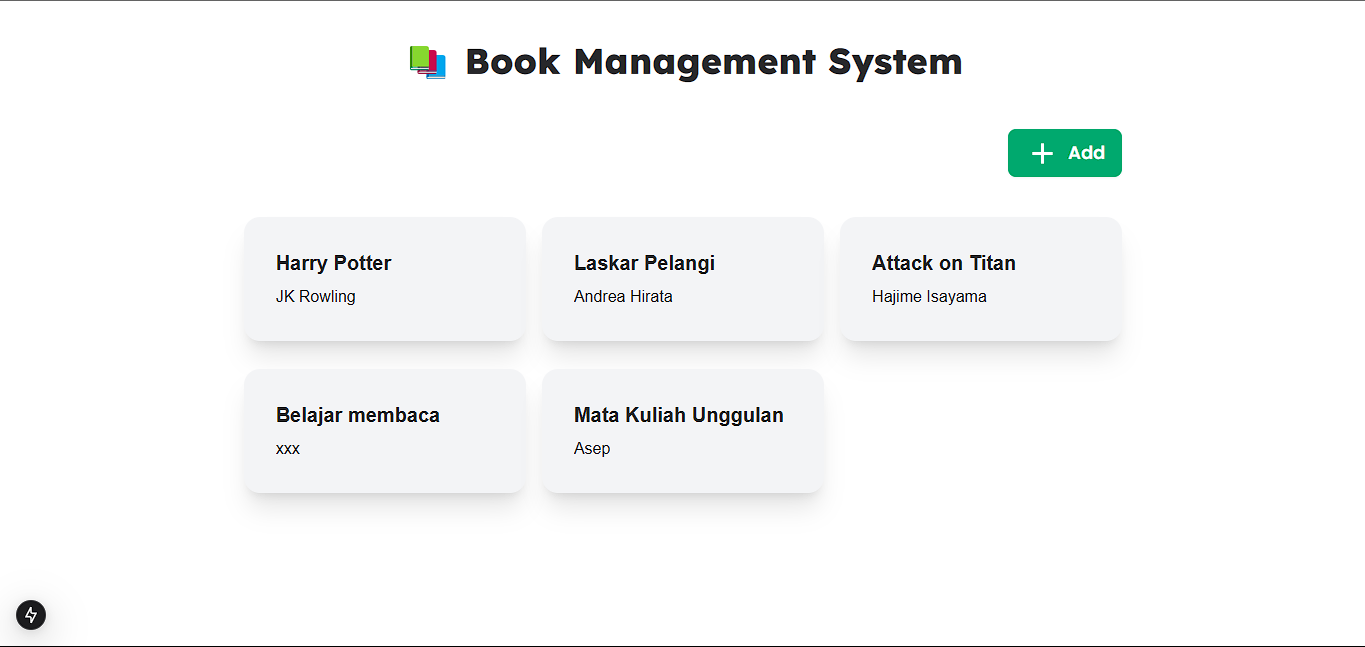 Book Management System
Add
Harry Potter
JK Rowling
Laskar Pelangi
Andrea Hirata
Attack on Titan
Hajime Isayama
Belajar membaca
xxx
Mata Kuliah Unggulan
Asep